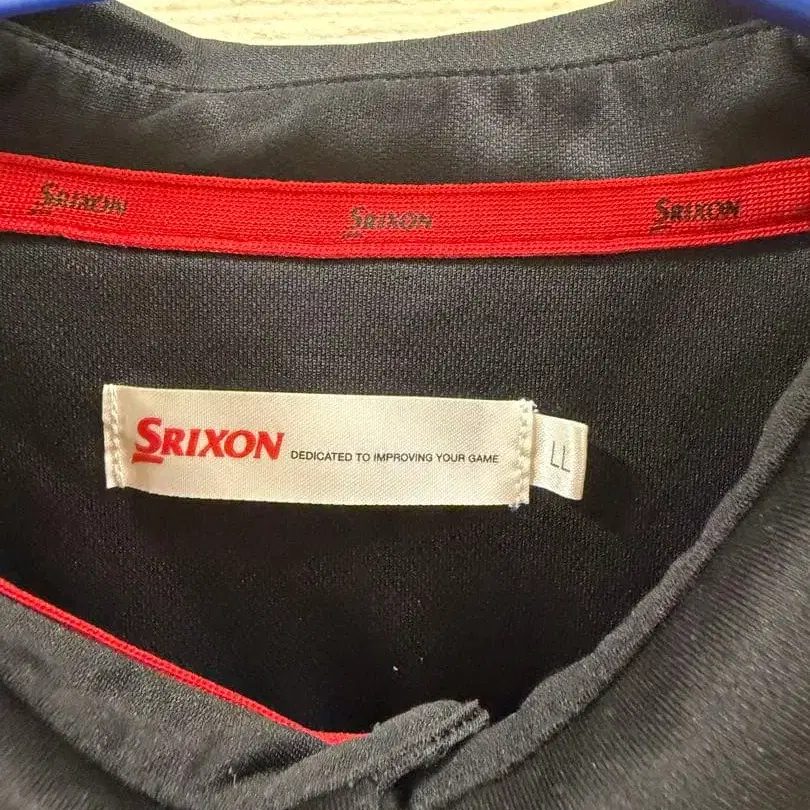 SRIXON SRIXON SRIXON
SRIXON DEDICATED TO IMPROVING YOUR GAME LL